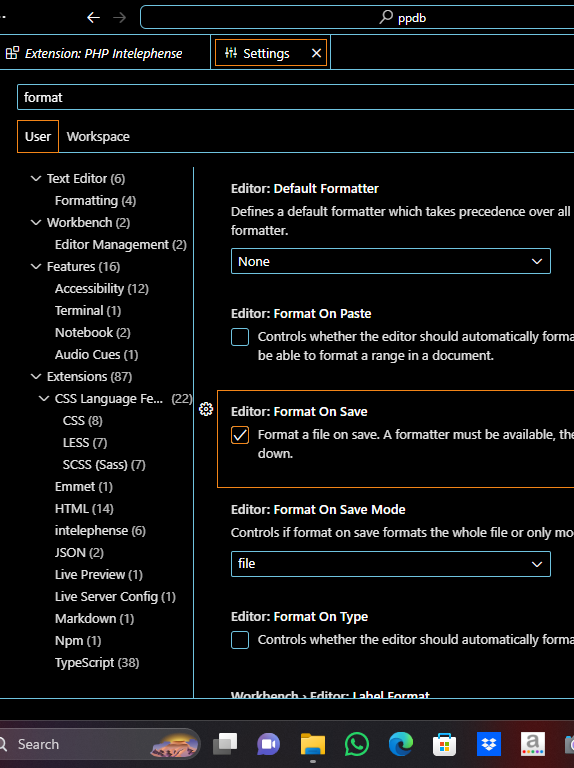 ppdb
Extension: PHP Intelephense
Settings
format
User
Workspace
Text Editor (6)
Formatting (4)
Workbench (2)
Editor Management (2)
Features (16)
Accessibility (12)
Terminal (1)
Notebook (2)
Audio Cues (1)
Extensions (87)
CSS Language Fe... (22)
CSS (8)
LESS (7)
SCSS (Sass) (7)
Emmet (1)
HTML (14)
intelephense (6)
JSON (2)
Live Preview (1)
Live Server Config (1)
Markdown (1)
Npm (1)
TypeScript (38)
Editor: Default Formatter
Defines a default formatter which takes precedence over all
formatter.
None
Editor: Format On Paste
Controls whether the editor should automatically forma
be able to format a range in a document.
Editor: Format On Save
Format a file on save. A formatter must be available, the
down.
Editor: Format On Save Mode
Controls if format on save formats the whole file or only mo
file
Editor: Format On Type
Controls whether the editor should automatically forma
Workbench › Editor: Label Format
Search
a